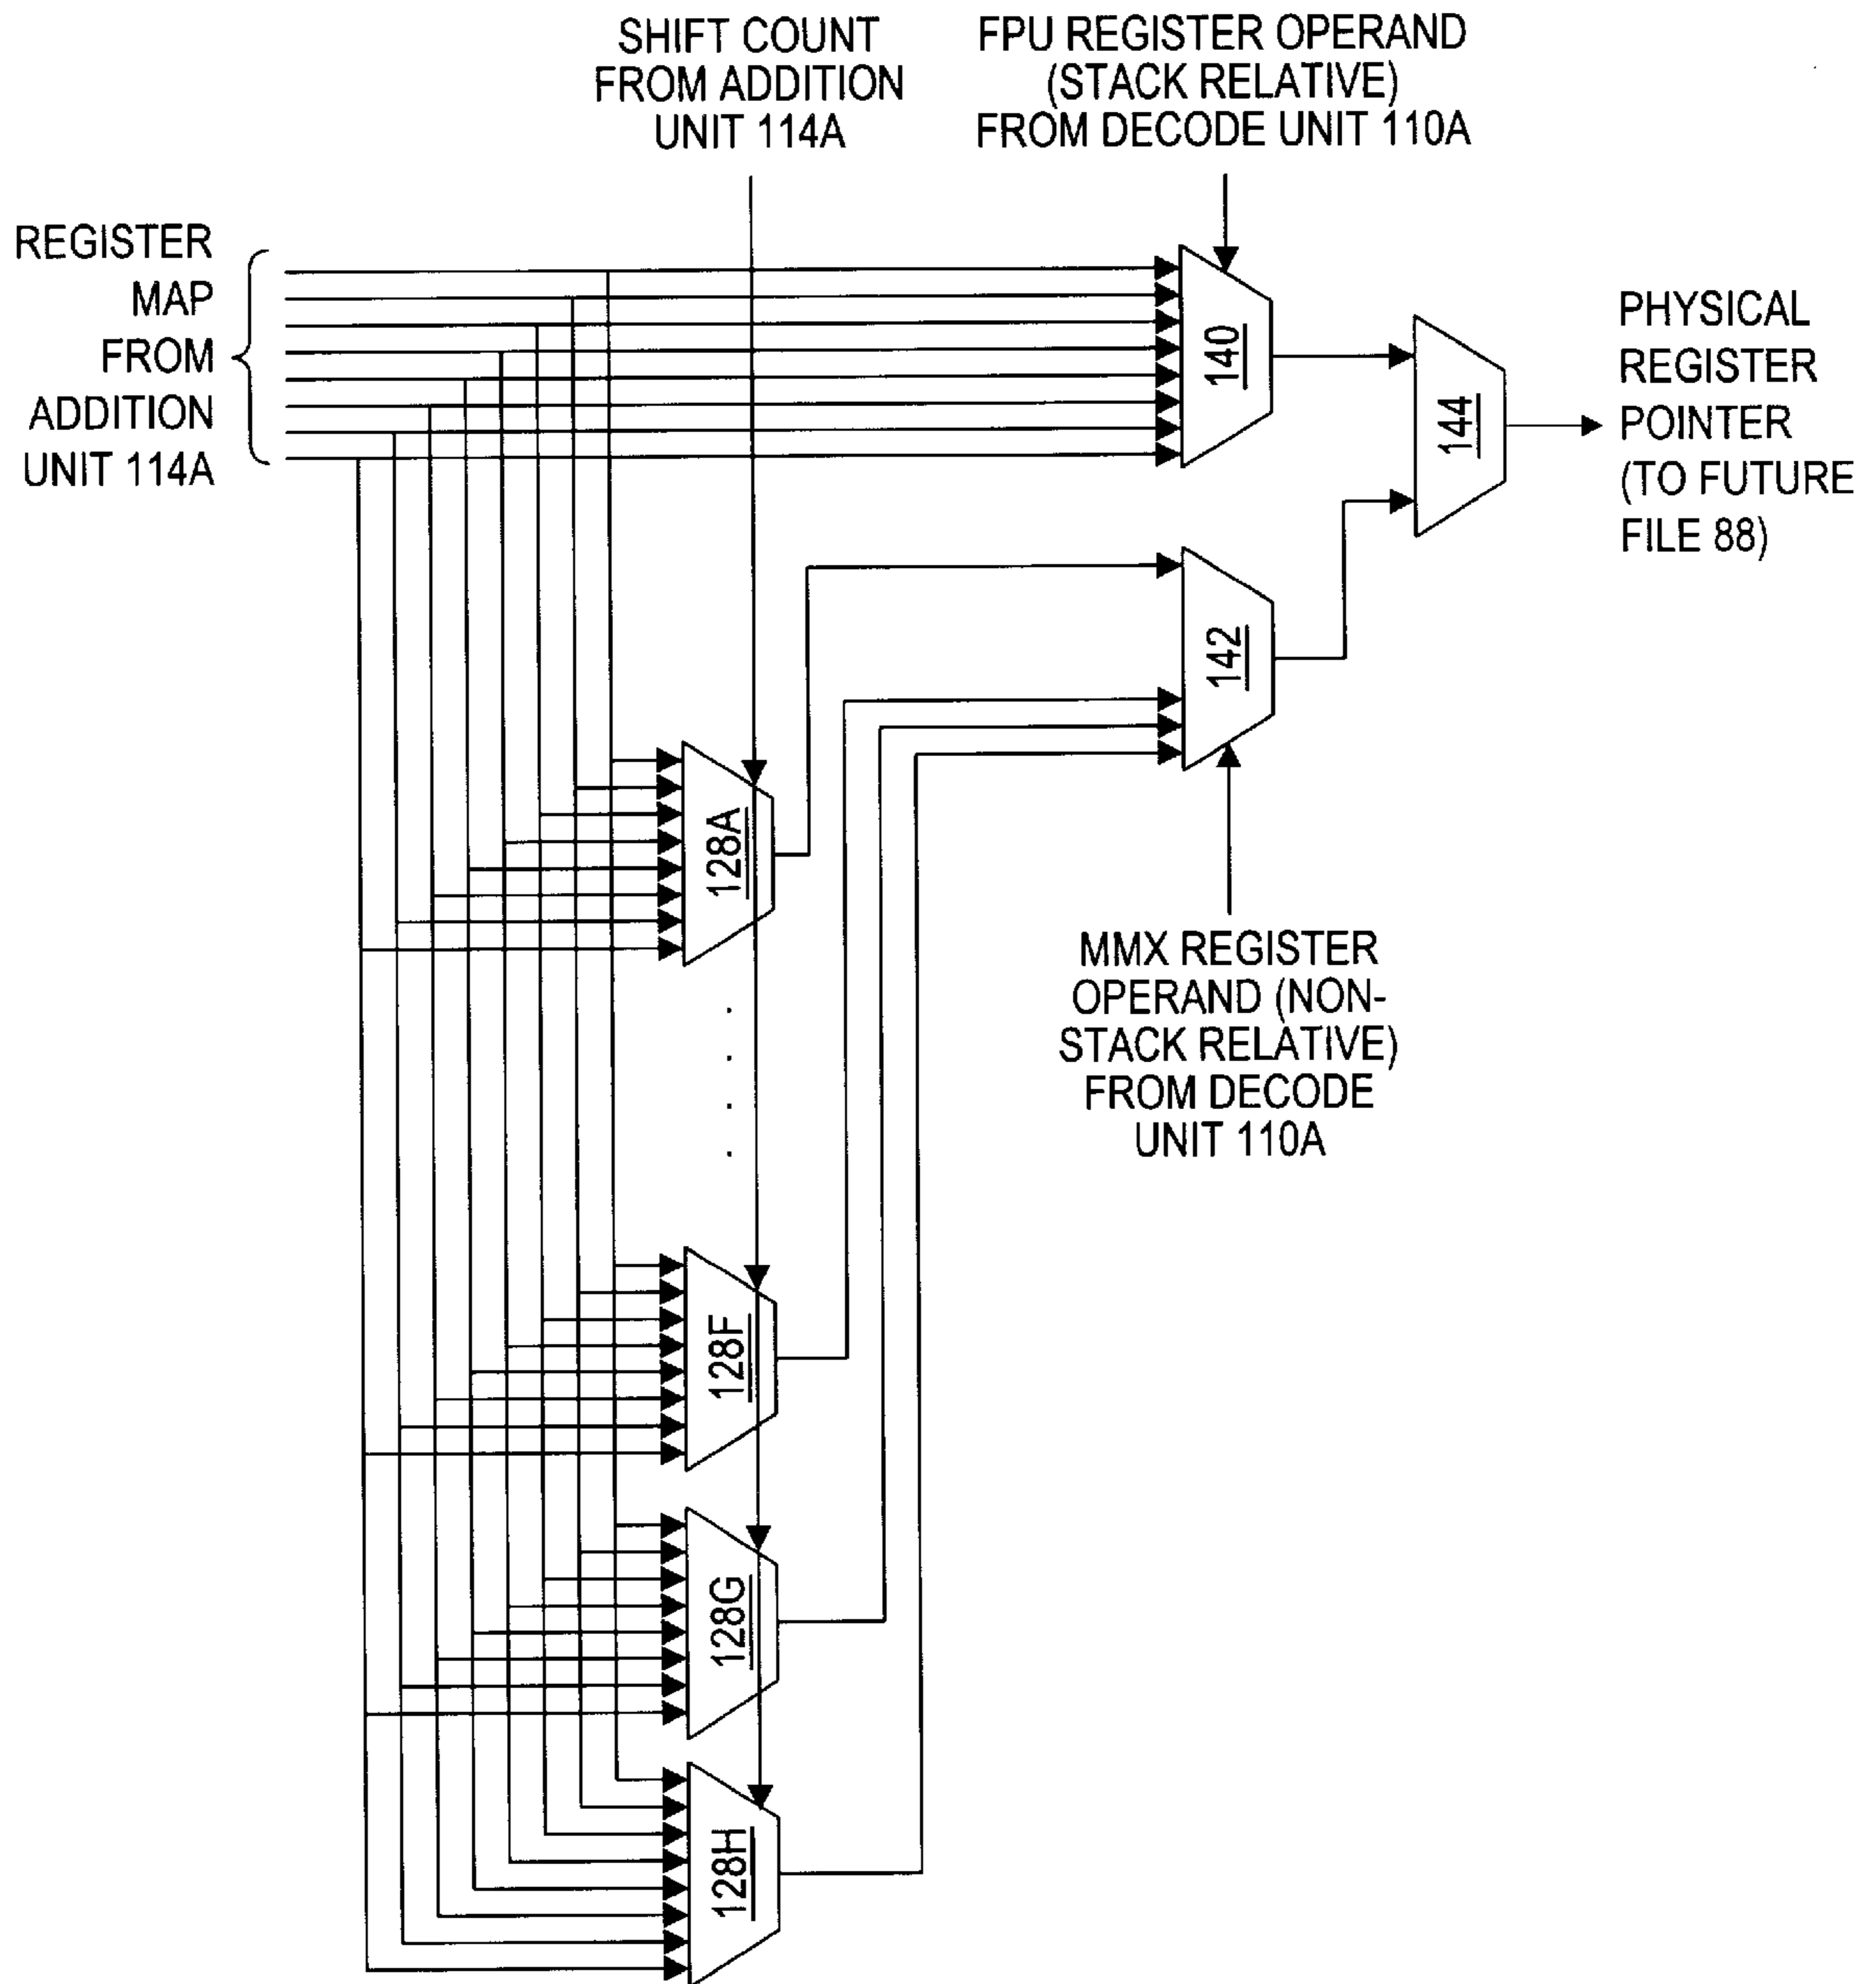 SHIFT COUNT
FROM ADDITION
UNIT 114A
FPU REGISTER OPERAND
(STACK RELATIVE)
FROM DECODE UNIT 110A
REGISTER
MAP
FROM
ADDITION
UNIT 114A
140
144
PHYSICAL
REGISTER
POINTER
(TO FUTURE
FILE 88)
142
128A
MMX REGISTER
OPERAND (NON-
STACK RELATIVE)
FROM DECODE
UNIT 110A
128F
128G
128H